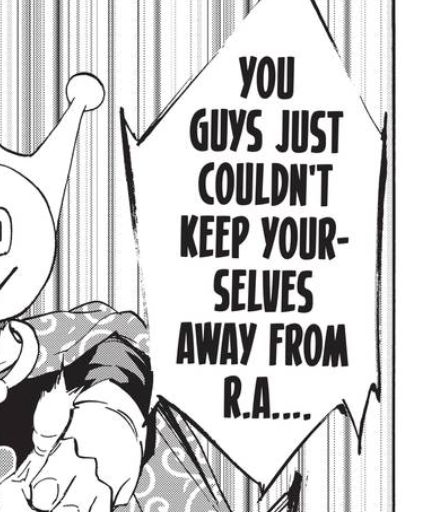 YOU
GUYS JUST
COULDN'T
KEEP YOUR-
SELVES
AWAY FROM
R.A....